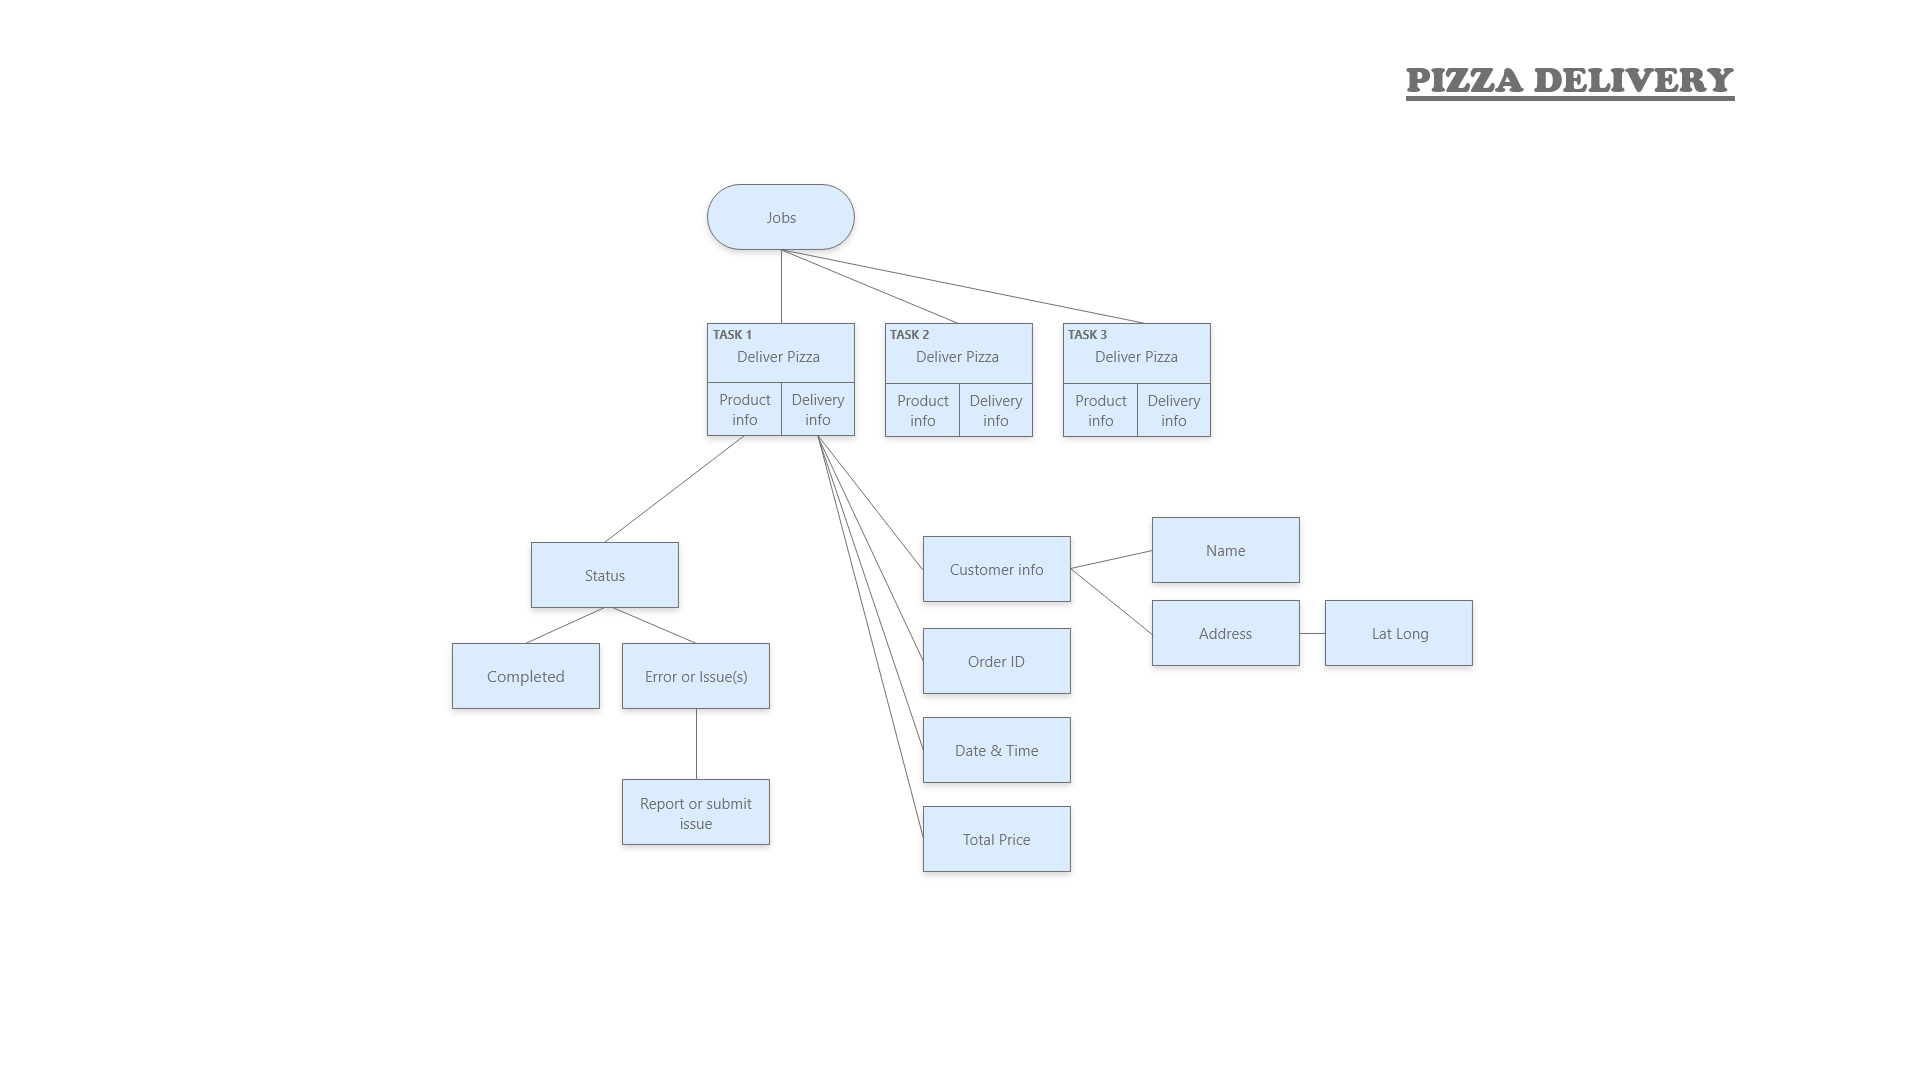 PIZZA DELIVERY
Jobs
TASK 1
Deliver Pizza
Product
info
Delivery
info
TASK 2
Deliver Pizza
Product
info
Delivery
info
TASK 3
Deliver Pizza
Product
info
Delivery
info
Status
Completed
Error or Issue(s)
Report or submit
issue
Customer info
Name
Address
Lat Long
Order ID
Date & Time
Total Price